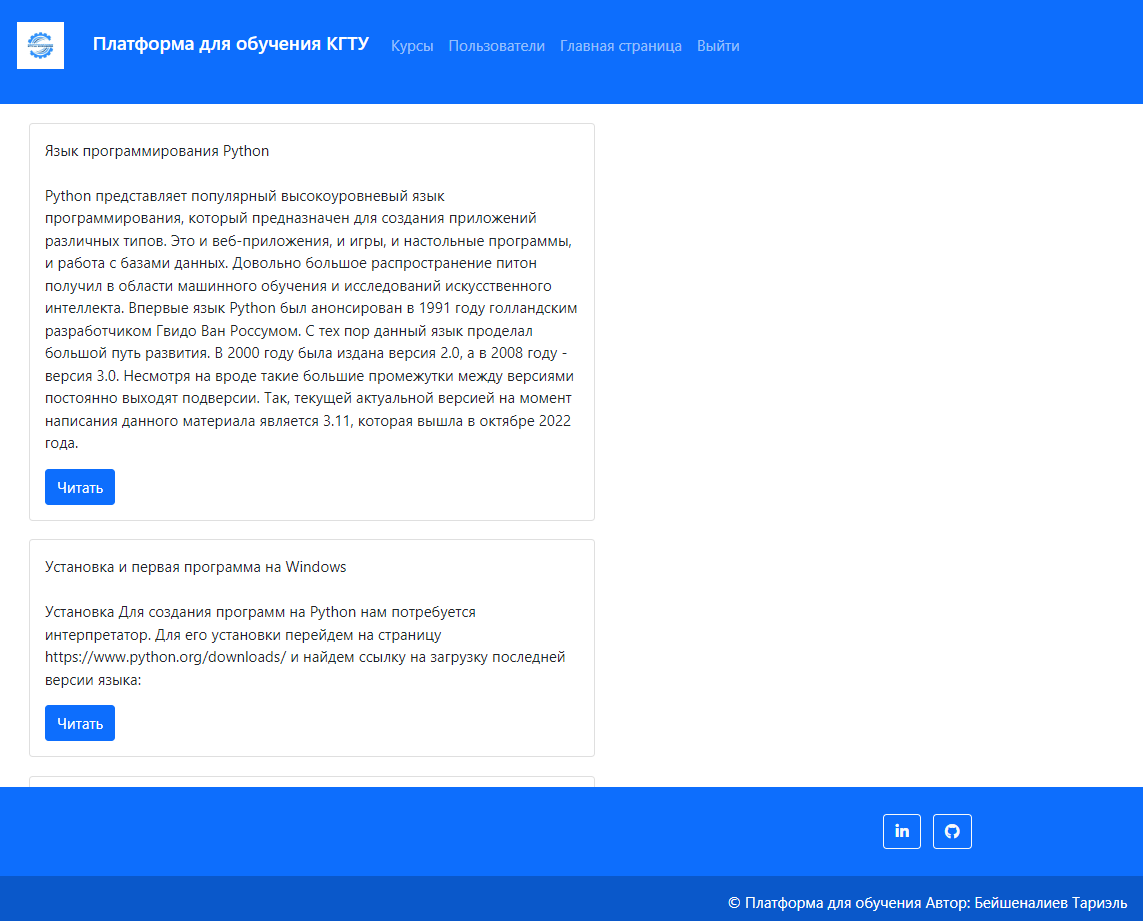 Платформа для обучения КГТУ Курсы Пользователи Главная страница Выйти
Язык программирования Python
Python представляет популярный высокоуровневый язык
программирования, который предназначен для создания приложений
различных типов. Это и веб-приложения, и игры, и настольные программы,
и работа с базами данных. Довольно большое распространение питон
получил в области машинного обучения и исследований искусственного
интеллекта. Впервые язык Python был анонсирован в 1991 году голландским
разработчиком Гвидо Ван Россумом. С тех пор данный язык проделал
большой путь развития. В 2000 году была издана версия 2.0, а в 2008 году -
версия 3.0. Несмотря на вроде такие большие промежутки между версиями
постоянно выходят подверсии. Так, текущей актуальной версией на момент
написания данного материала является 3.11, которая вышла в октябре 2022
года.
Читать
Установка и первая программа на Windows
Установка Для создания программ на Python нам потребуется
интерпретатор. Для его установки перейдем на страницу
https://www.python.org/downloads/ и найдем ссылку на загрузку последней
версии языка:
Читать
in
© Платформа для обучения Автор: Бейшеналиев Тариэль